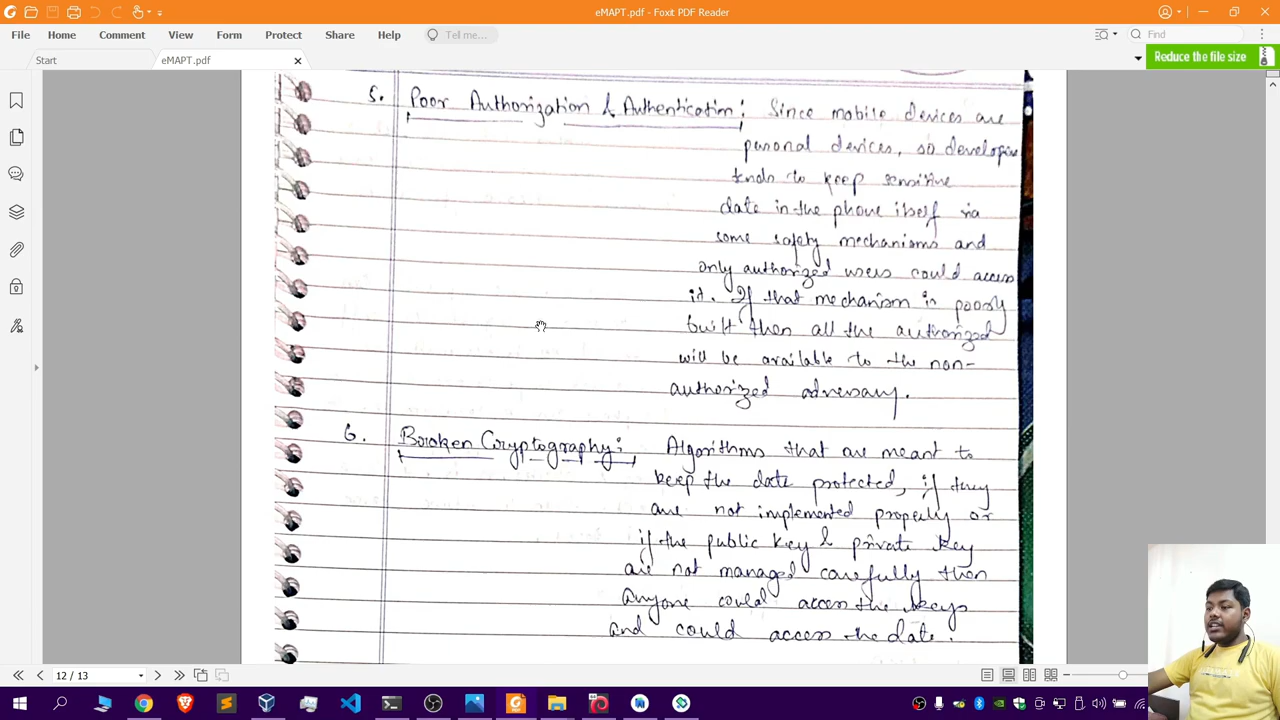 eMAPT.pdf - Foxit PDF Reader
File Home Comment View Form Protect Share Help Tell me... Find
Start eMAPT.pdf Reduce the file size
5. Poor Authorization & Authentication: Since mobile devices are
personal devices, so developers
tends to keep sensitive
date in the phone itself via
some safety mechanisms and
only authorized users could access
it. If that mechanism is poorly
built then all the authorized
will be available to the non-
authorized adversary.
6. Broken Cryptography: Algorithms that are meant to
keep the date protected, if they
are not implemented properly or
if the public key & private key
are not managed carefully then
anyone could access the keys
and could access the date.
12 / 13